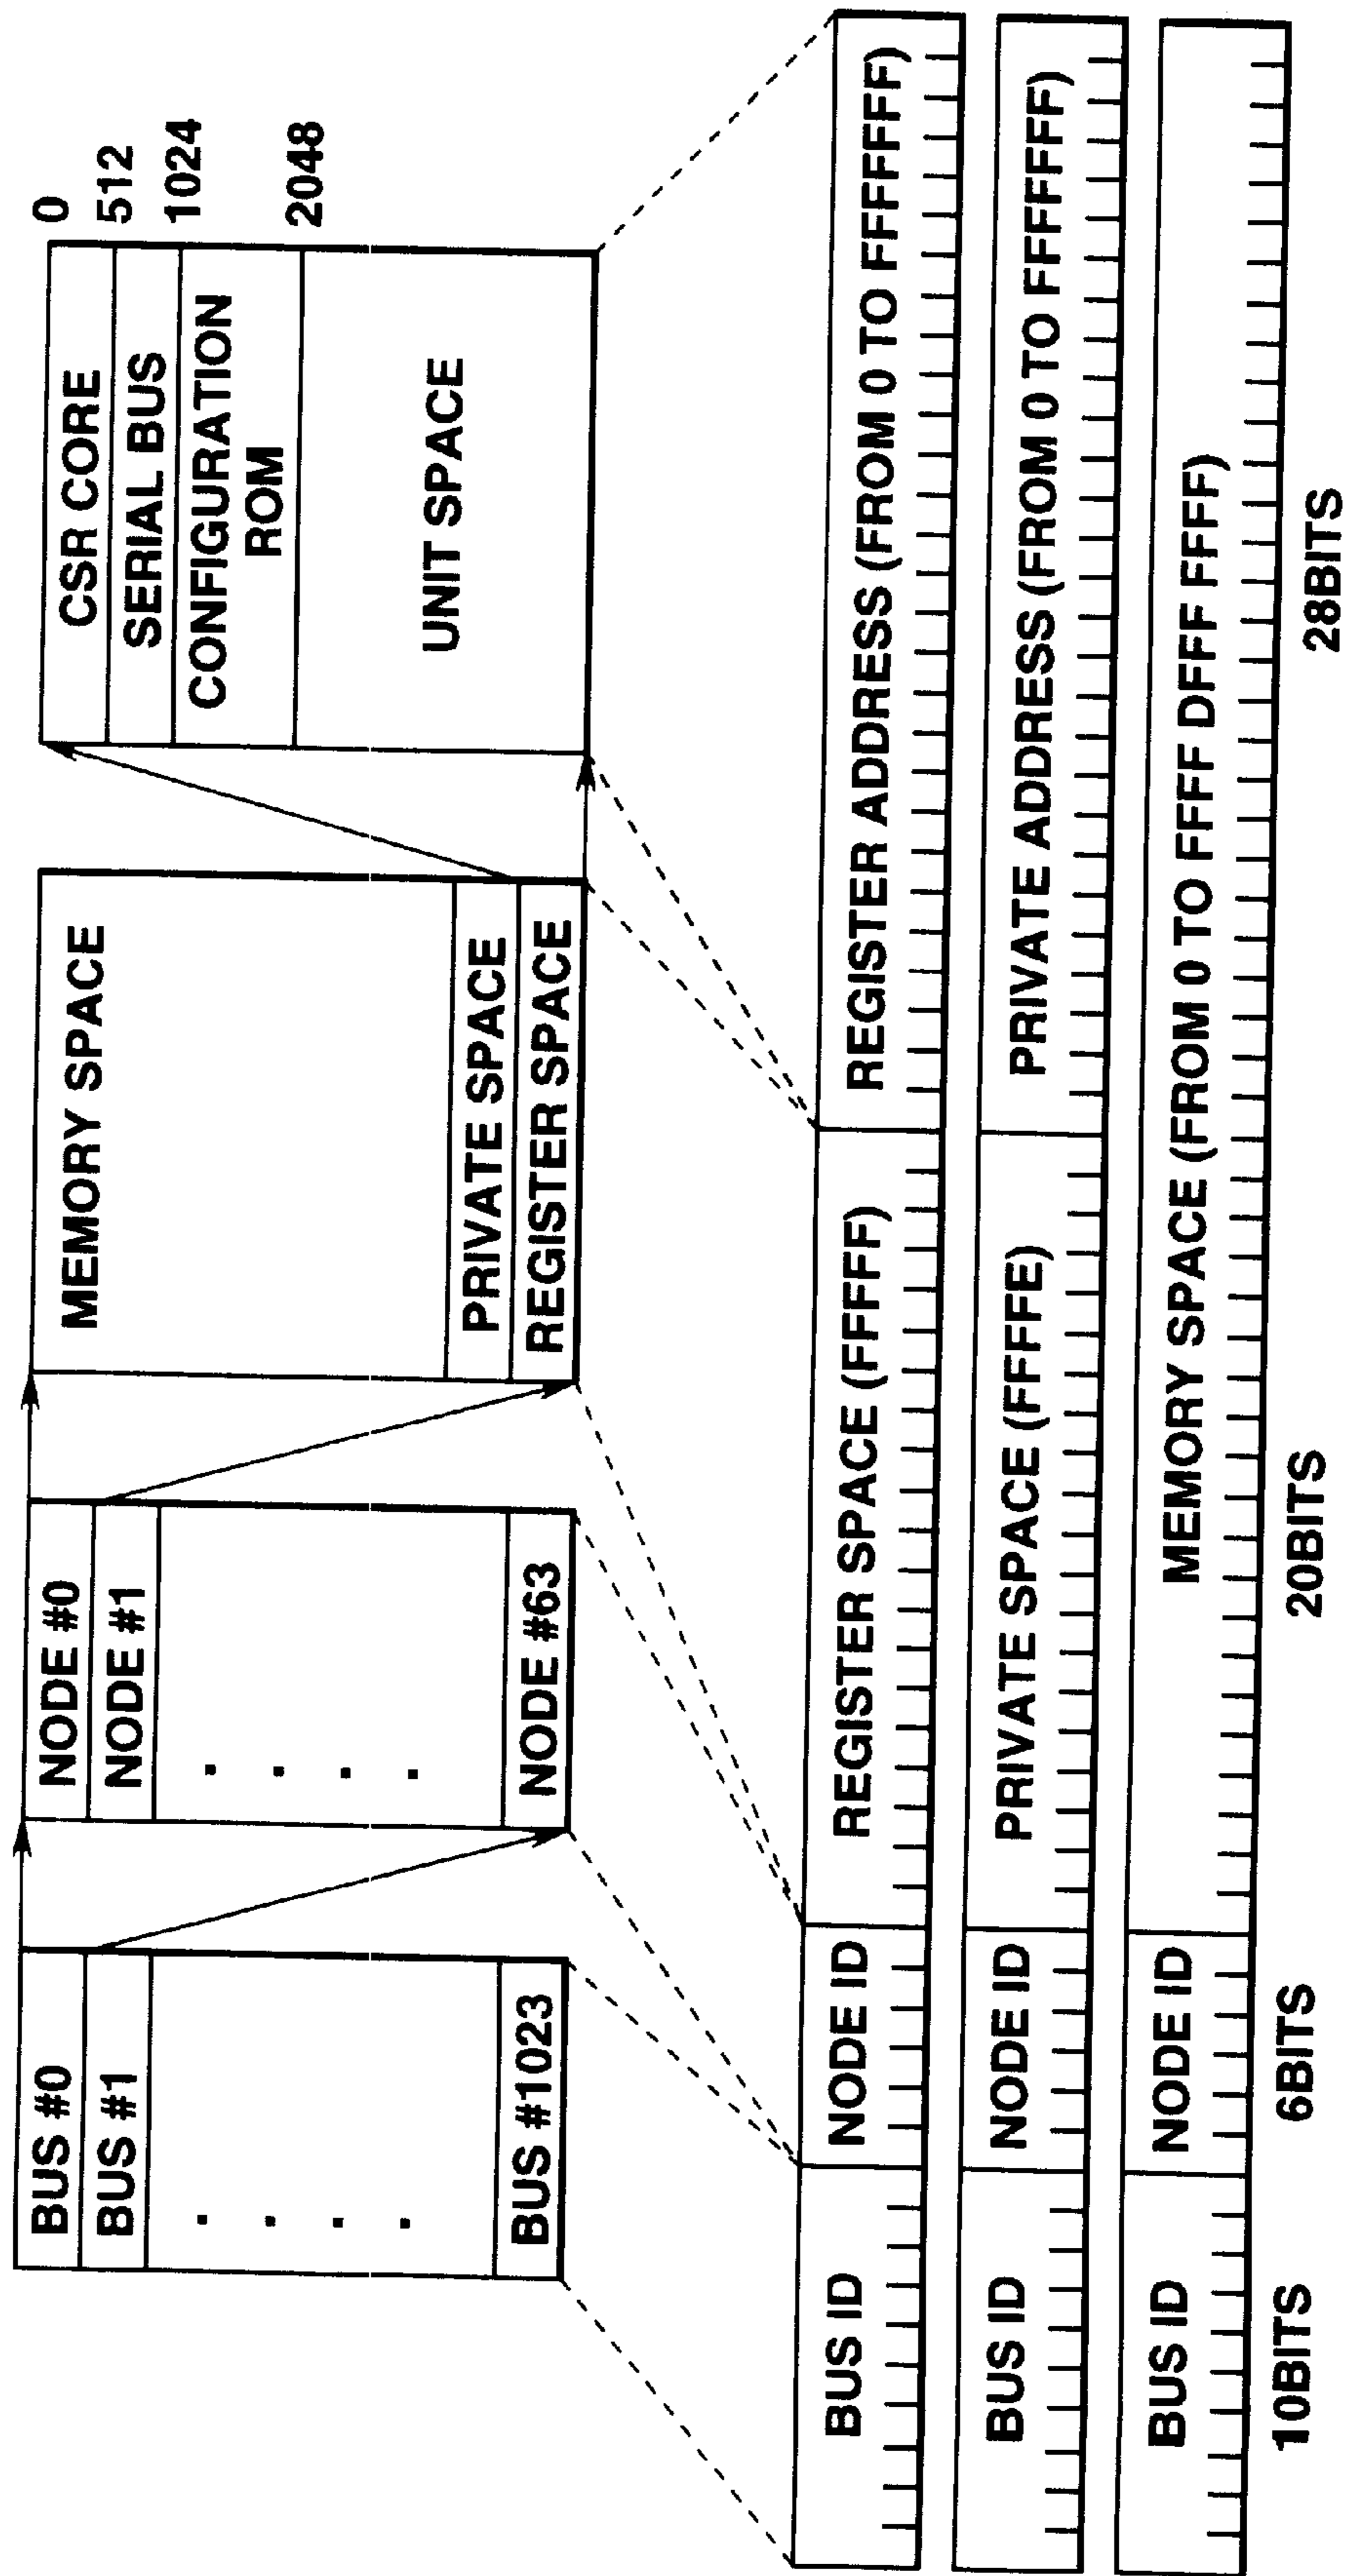 BUS #0
BUS #1
. . . .
BUS #1023
NODE #0
NODE #1
. . . .
NODE #63
MEMORY SPACE
PRIVATE SPACE
REGISTER SPACE
CSR CORE
SERIAL BUS
CONFIGURATION
ROM
UNIT SPACE
0
512
1024
2048
BUS ID
NODE ID
REGISTER SPACE (FFFFF)
REGISTER ADDRESS (FROM 0 TO FFFFFFF)
BUS ID
NODE ID
PRIVATE SPACE (FFFFE)
PRIVATE ADDRESS (FROM 0 TO FFFFFFF)
BUS ID
NODE ID
MEMORY SPACE (FROM 0 TO FFFF DFFF FFFF)
10BITS
6BITS
20BITS
28BITS